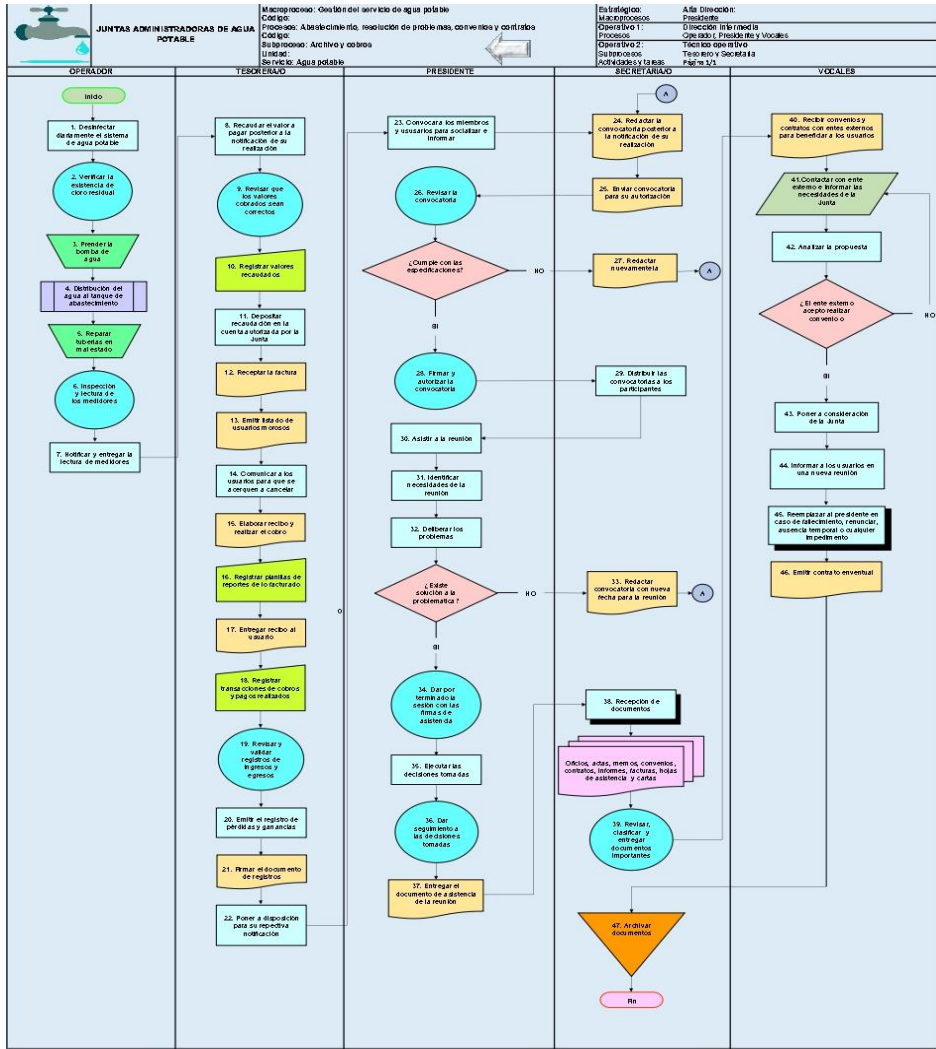 JUNTAS ADMINISTRADORAS DE AGUA
POTABLE
Macroproceso: Gestión del servicio de agua potable
Código:
Procesos: Abastecimiento, resolución de problemas, convenios y contratos
Código:
Subproceso: Archivo y cobros
Unidad:
Servicio: Agua potable
Estratégico: Alta Dirección:
Macroprocesos Presidente
Operativo 1: Dirección Intermedia
Procesos Operador, Presidente y Vocales
Operativo 2: Técnico operativo
Subprocesos Tesorero y Secretaria
Actividades y tareas Página 1/1
OPERADOR
TESORERA/O
PRESIDENTE
SECRETARIA/O
VOCALES
Inicio
1. Desinfectar
diariamente el sistema
de agua potable
2. Verificar la
existencia de
cloro residual
3. Prender la
bomba de
agua
4. Distribución del
agua al tanque de
abastecimiento
5. Reparar
tuberías en
mal estado
6. Inspección
y lectura de
los medidores
7. Notificar y entregar la
lectura de medidores
8. Recaudar el valor a
pagar posterior a la
notificación de su
realización
9. Revisar que
los valores
cobrados sean
correctos
10. Registrar valores
recaudados
11. Depositar
recaudación en la
cuenta autorizada por la
Junta
12. Receptar la factura
13. Emitir listado de
usuarios morosos
14. Comunicar a los
usuarios para que se
acerquen a cancelar
15. Elaborar recibo y
realizar el cobro
16. Registrar planillas de
reportes de lo facturado
O
17. Entregar recibo al
usuario
18. Registrar
transacciones de cobros
y pagos realizados
19. Revisar y
validar
registros de
ingresos y
egresos
20. Emitir el registro de
pérdidas y ganancias
21. Firmar el documento
de registros
22. Poner a disposición
para su repectiva
notificación
23. Convocar a los miembros
y ususarios para socializar e
informar
26. Revisar la
convocatoria
¿Cumple con las
espedificaciones?
NO
SI
28. Firmar y
autorizar la
convocatoria
30. Asistir a la reunión
31. Identificar
necesidades de la
reunión
32. Deliberar los
problemas
¿Existe
solución a la
problematica?
NO
SI
34. Dar por
terminado la
sesión con las
firmas de
asistencia
35. Ejecutar las
decisiones tomadas
36. Dar
seguimiento a
las decisiones
tomadas
37. Entregar el
documento de asistencia
de la reunión
A
24. Redactar la
convocatoria posterior a
la notificación de su
realización
25. Enviar convocatoria
para su autorización
27. Redactar
nuevamente la
A
29. Distribuir las
convocatorias a los
participantes
33. Redactar
convocatoria con nueva
fecha para la reunión
A
38. Recepción de
documentos
Oficios, actas, memos, convenios,
contratos, informes, facturas, hojas
de asistencia y cartas
39. Revisar,
clasificar y
entregar
documentos
importantes
47. Archivar
documentos
Fin
40. Recibir convenios y
contratos con entes externos
para beneficiar a los usuarios
41.Contactar con ente
externo e informar las
necesidades de la
Junta
42. Analizar la propuesta
¿El ente externo
acepto realizar
convenio o
NO
SI
43. Poner a consideración
de la Junta
44. Informar a los usuarios en
una nueva reunión
45. Reemplazar al presidente en
caso de fallecimiento, renunciar,
ausencia temporal o cualquier
impedimento
46. Emitir contrato enventual